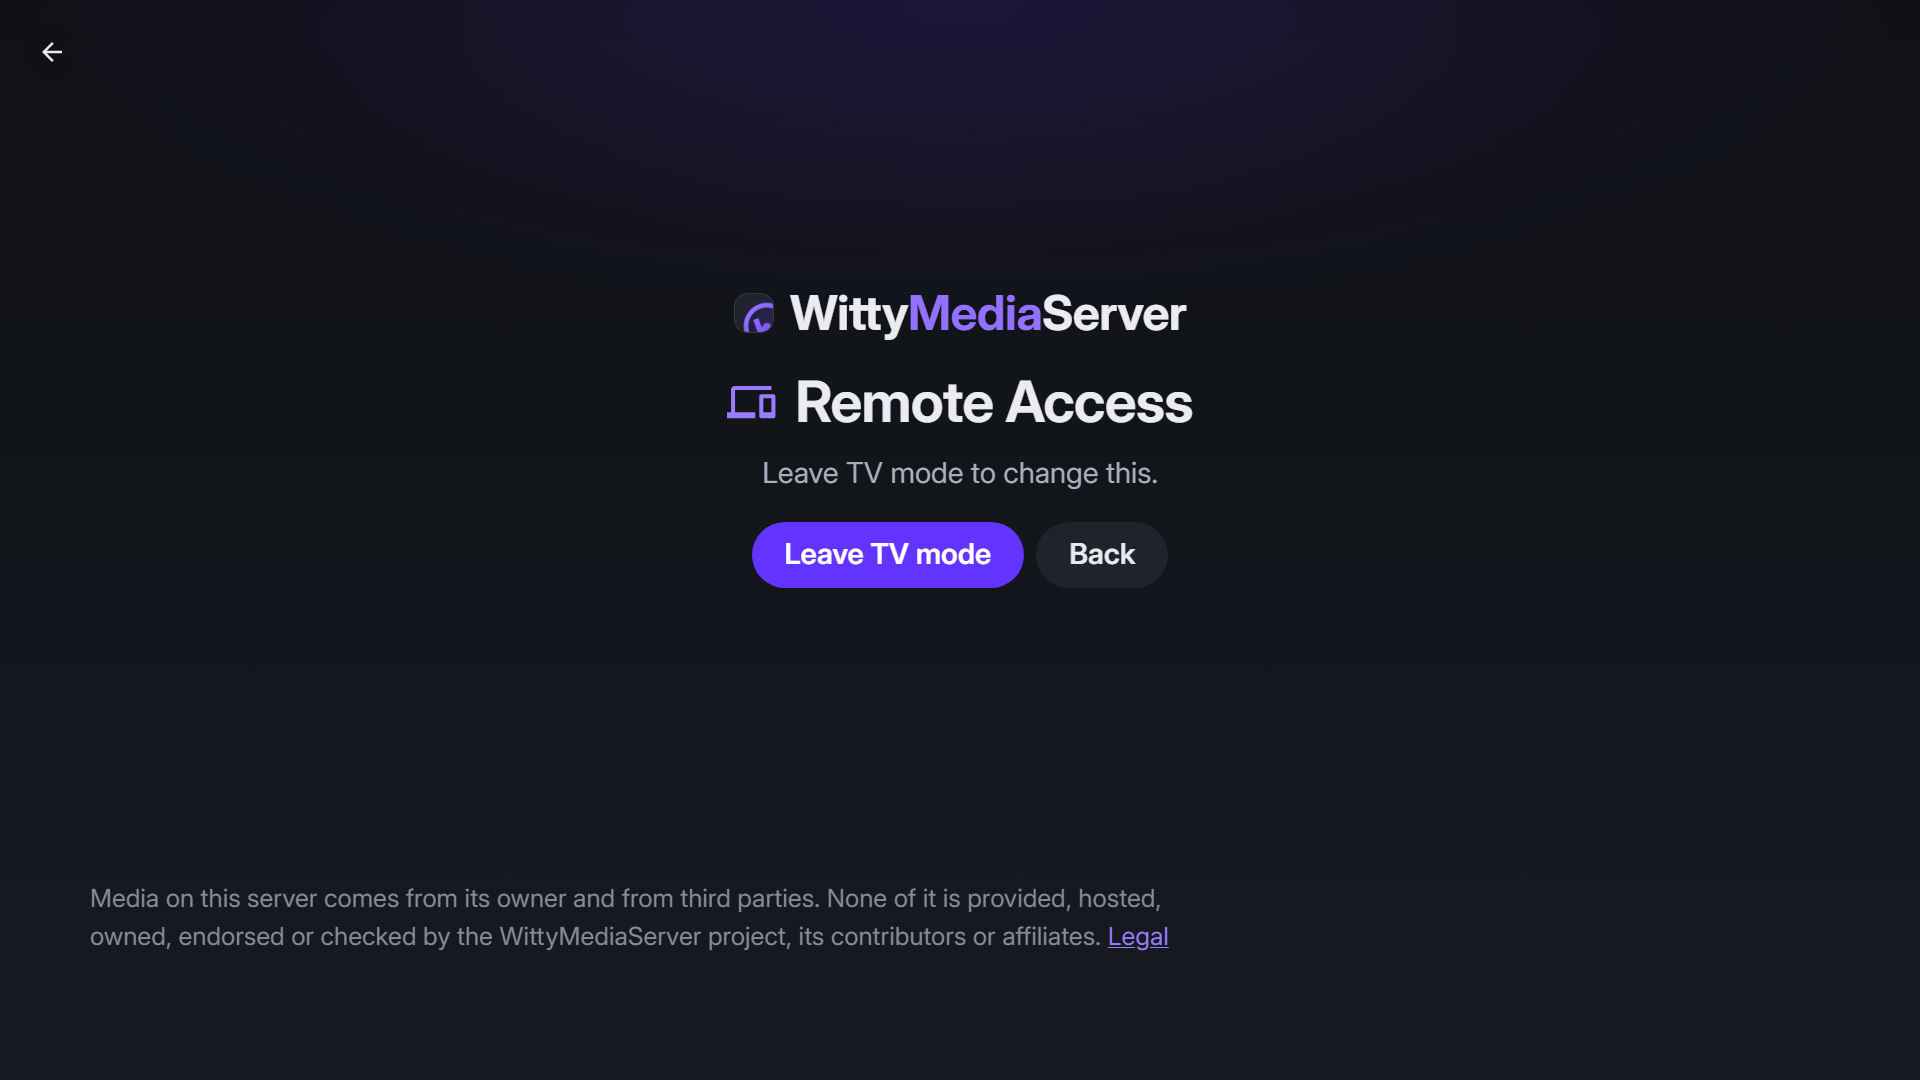 WittyMediaServer
Remote Access
Leave TV mode to change this.
Leave TV mode
Back
Media on this server comes from its owner and from third parties. None of it is provided, hosted,
owned, endorsed or checked by the WittyMediaServer project, its contributors or affiliates. Legal